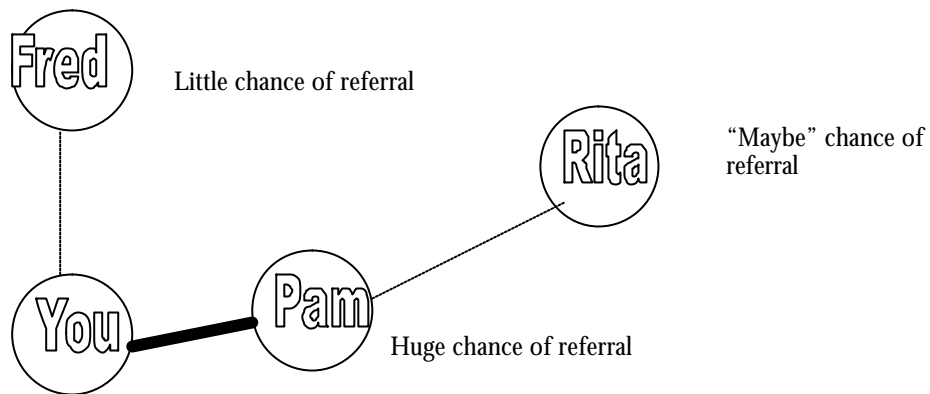 Fred
Little chance of referral
Rita
“Maybe” chance of
referral
You
Pam
Huge chance of referral